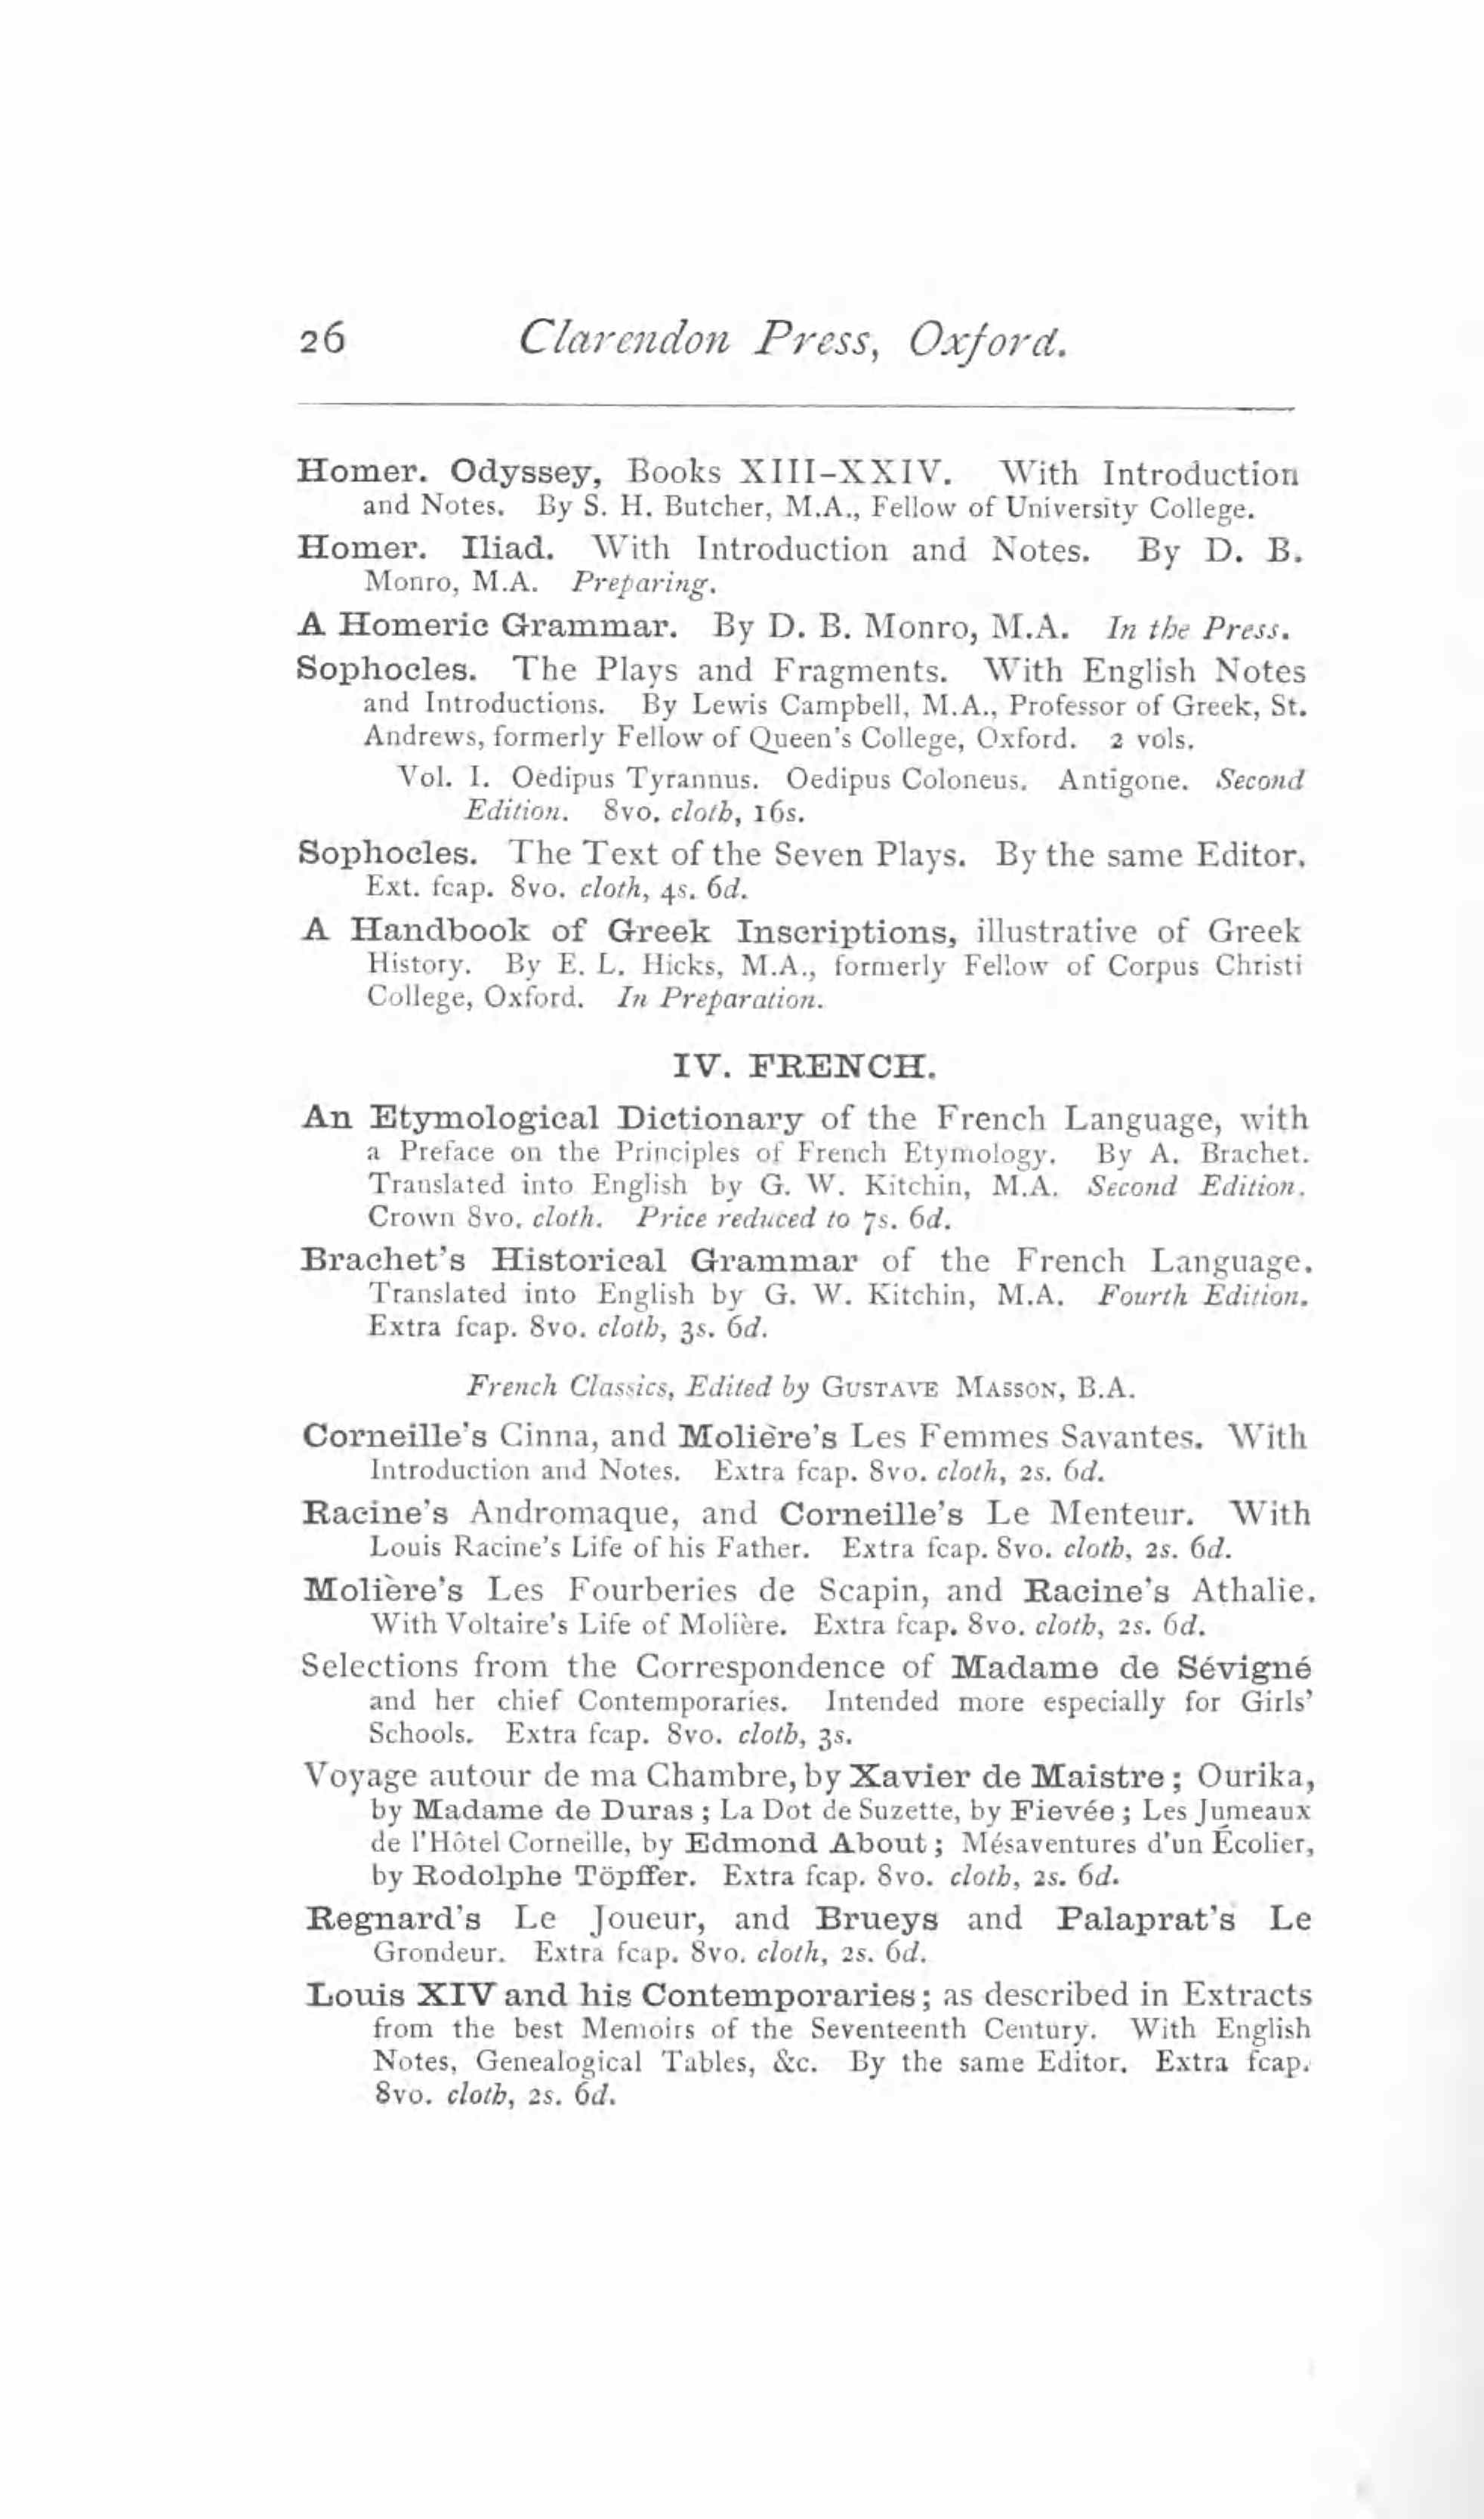 26 Clarendon Press, Oxford.
Homer. Odyssey, Books XIII-XXIV. With Introduction
and Notes. By S. H. Butcher, M.A., Fellow of University College.
Homer. Iliad. With Introduction and Notes. By D. B.
Monro, M.A. Preparing.
A Homeric Grammar. By D. B. Monro, M.A. In the Press.
Sophocles. The Plays and Fragments. With English Notes
and Introductions. By Lewis Campbell, M.A., Professor of Greek, St.
Andrews, formerly Fellow of Queen's College, Oxford. 2 vols.
Vol. I. Oedipus Tyrannus. Oedipus Coloneus. Antigone. Second
Edition. 8vo. cloth, 16s.
Sophocles. The Text of the Seven Plays. By the same Editor.
Ext. fcap. 8vo. cloth, 4s. 6d.
A Handbook of Greek Inscriptions, illustrative of Greek
History. By E. L. Hicks, M.A., formerly Fellow of Corpus Christi
College, Oxford. In Preparation.
IV. FRENCH.
An Etymological Dictionary of the French Language, with
a Preface on the Principles of French Etymology. By A. Brachet.
Translated into English by G. W. Kitchin, M.A. Second Edition.
Crown 8vo. cloth. Price reduced to 7s. 6d.
Brachet's Historical Grammar of the French Language.
Translated into English by G. W. Kitchin, M.A. Fourth Edition.
Extra fcap. 8vo. cloth, 3s. 6d.
French Classics, Edited by GUSTAVE MASSON, B.A.
Corneille's Cinna, and Molière's Les Femmes Savantes. With
Introduction and Notes. Extra fcap. 8vo. cloth, 2s. 6d.
Racine's Andromaque, and Corneille's Le Menteur. With
Louis Racine's Life of his Father. Extra fcap. 8vo. cloth, 2s. 6d.
Molière's Les Fourberies de Scapin, and Racine's Athalie.
With Voltaire's Life of Molière. Extra fcap. 8vo. cloth, 2s. 6d.
Selections from the Correspondence of Madame de Sévigné
and her chief Contemporaries. Intended more especially for Girls'
Schools. Extra fcap. 8vo. cloth, 3s.
Voyage autour de ma Chambre, by Xavier de Maistre; Ourika,
by Madame de Duras; La Dot de Suzette, by Fievée; Les Jumeaux
de l'Hôtel Corneille, by Edmond About; Mésaventures d'un Écolier,
by Rodolphe Töpffer. Extra fcap. 8vo. cloth, 2s. 6d.
Regnard's Le Joueur, and Brueys and Palaprat's Le
Grondeur. Extra fcap. 8vo. cloth, 2s. 6d.
Louis XIV and his Contemporaries; as described in Extracts
from the best Memoirs of the Seventeenth Century. With English
Notes, Genealogical Tables, &c. By the same Editor. Extra fcap.
8vo. cloth, 2s. 6d.